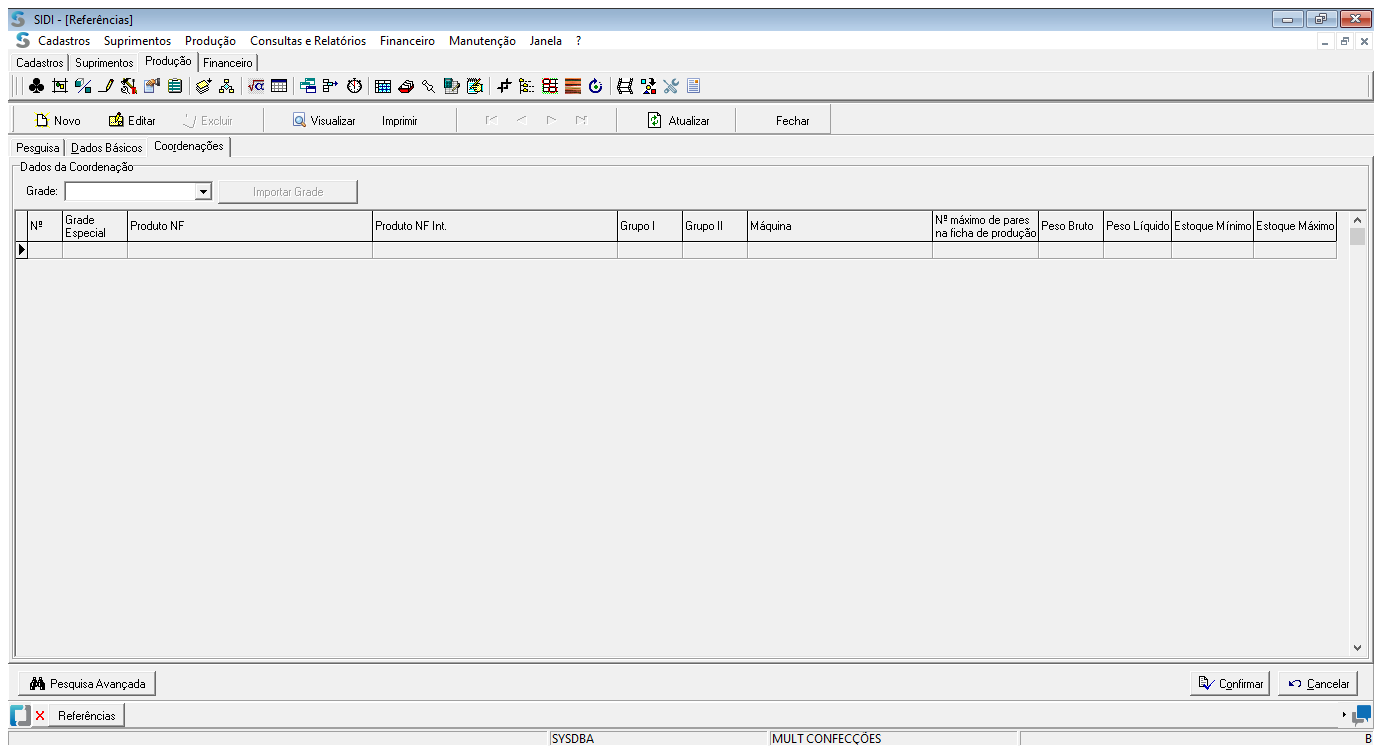 SIDI - [Referências]
Cadastros Suprimentos Produção Consultas e Relatórios Financeiro Manutenção Janela ?
Cadastros Suprimentos Produção Financeiro
Novo Editar Excluir Visualizar Imprimir Atualizar Fechar
Pesquisa Dados Básicos Coordenações
Dados da Coordenação
Grade: Importar Grade
Nº Grade Especial Produto NF Produto NF Int. Grupo I Grupo II Máquina Nº máximo de pares na ficha de produção Peso Bruto Peso Líquido Estoque Mínimo Estoque Máximo
Pesquisa Avançada Confirmar Cancelar
Referências
SYSDBA MULT CONFECÇÕES B